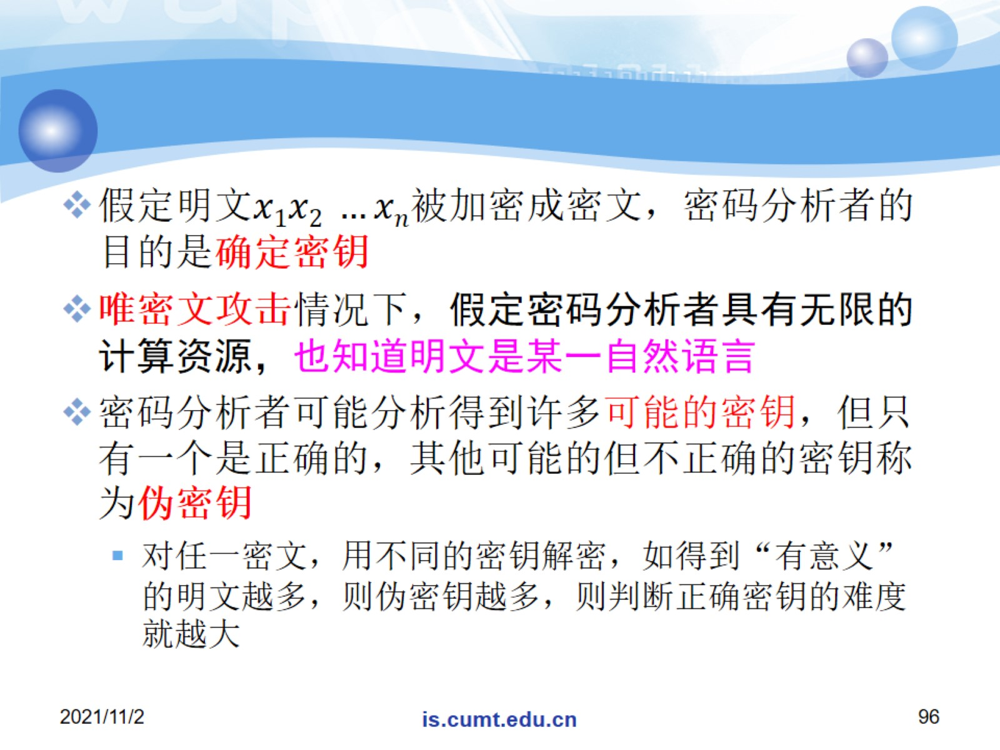 假定明文x₁x₂ …xₙ被加密成密文，密码分析者的
目的是确定密钥
唯密文攻击情况下，假定密码分析者具有无限的
计算资源，也知道明文是某一自然语言
密码分析者可能分析得到许多可能的密钥，但只
有一个是正确的，其他可能的但不正确的密钥称
为伪密钥
对任一密文，用不同的密钥解密，如得到“有意义”
的明文越多，则伪密钥越多，则判断正确密钥的难度
就越大
2021/11/2
is.cumt.edu.cn
96